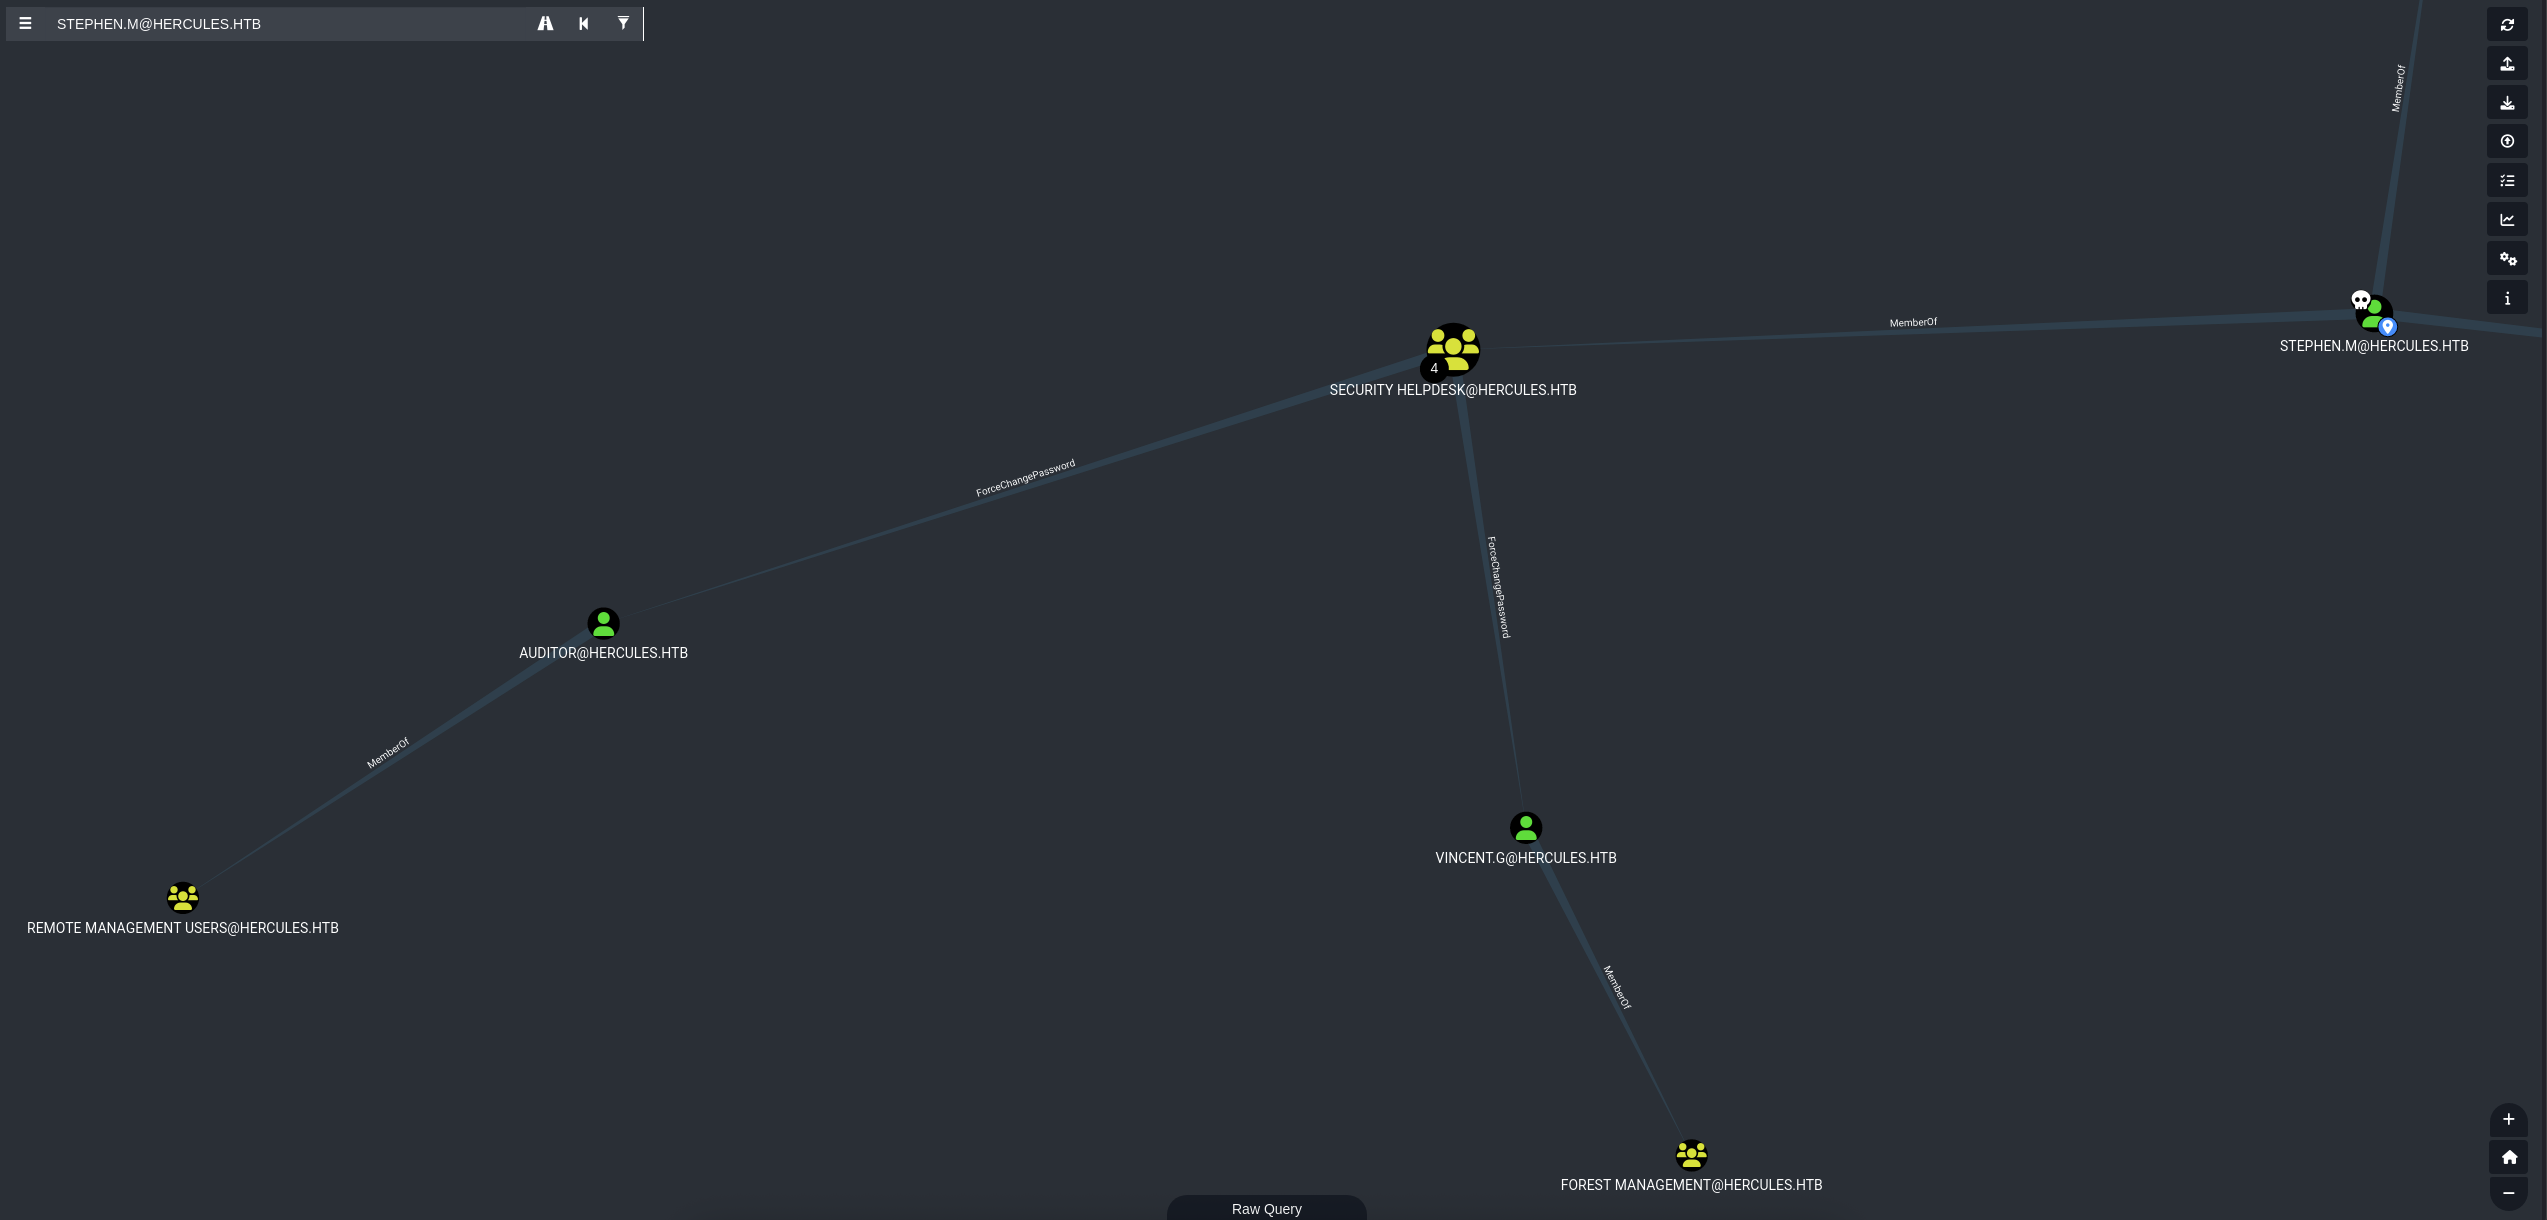 STEPHEN.M@HERCULES.HTB
MemberOf
MemberOf
STEPHEN.M@HERCULES.HTB
4
SECURITY HELPDESK@HERCULES.HTB
ForceChangePassword
ForceChangePassword
AUDITOR@HERCULES.HTB
MemberOf
VINCENT.G@HERCULES.HTB
REMOTE MANAGEMENT USERS@HERCULES.HTB
MemberOf
FOREST MANAGEMENT@HERCULES.HTB
Raw Query